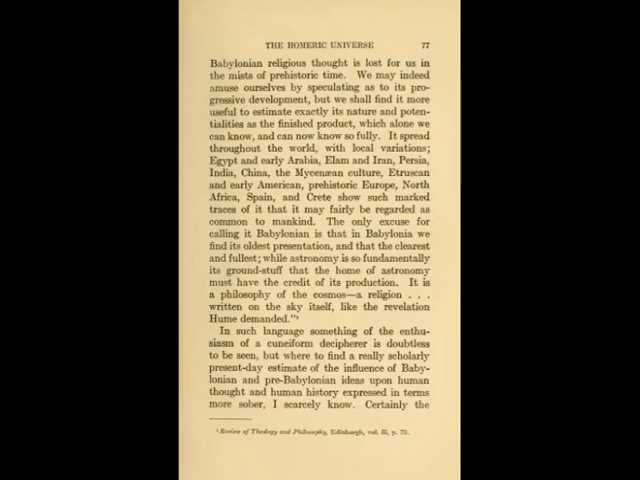 THE HOMERIC UNIVERSE 77
Babylonian religious thought is lost for us in
the mists of prehistoric time. We may indeed
amuse ourselves by speculating as to its pro-
gressive development, but we shall find it more
useful to estimate exactly its nature and poten-
tialities as the finished product, which alone we
can know, and can now know so fully. It spread
throughout the world, with local variations;
Egypt and early Arabia, Elam and Iran, Persia,
India, China, the Mycenæan culture, Etruscan
and early American, prehistoric Europe, North
Africa, Spain, and Crete show such marked
traces of it that it may fairly be regarded as
common to mankind. The only excuse for
calling it Babylonian is that in Babylonia we
find its oldest presentation, and that the clearest
and fullest; while astronomy is so fundamentally
its ground-stuff that the home of astronomy
must have the credit of its production. It is
a philosophy of the cosmos—a religion . . .
written on the sky itself, like the revelation
Hume demanded."¹
In such language something of the enthu-
siasm of a cuneiform decipherer is doubtless
to be seen, but where to find a really scholarly
present-day estimate of the influence of Baby-
lonian and pre-Babylonian ideas upon human
thought and human history expressed in terms
more sober, I scarcely know. Certainly the
¹ Review of Theology and Philosophy, Edinburgh, vol. iii, p. 78.